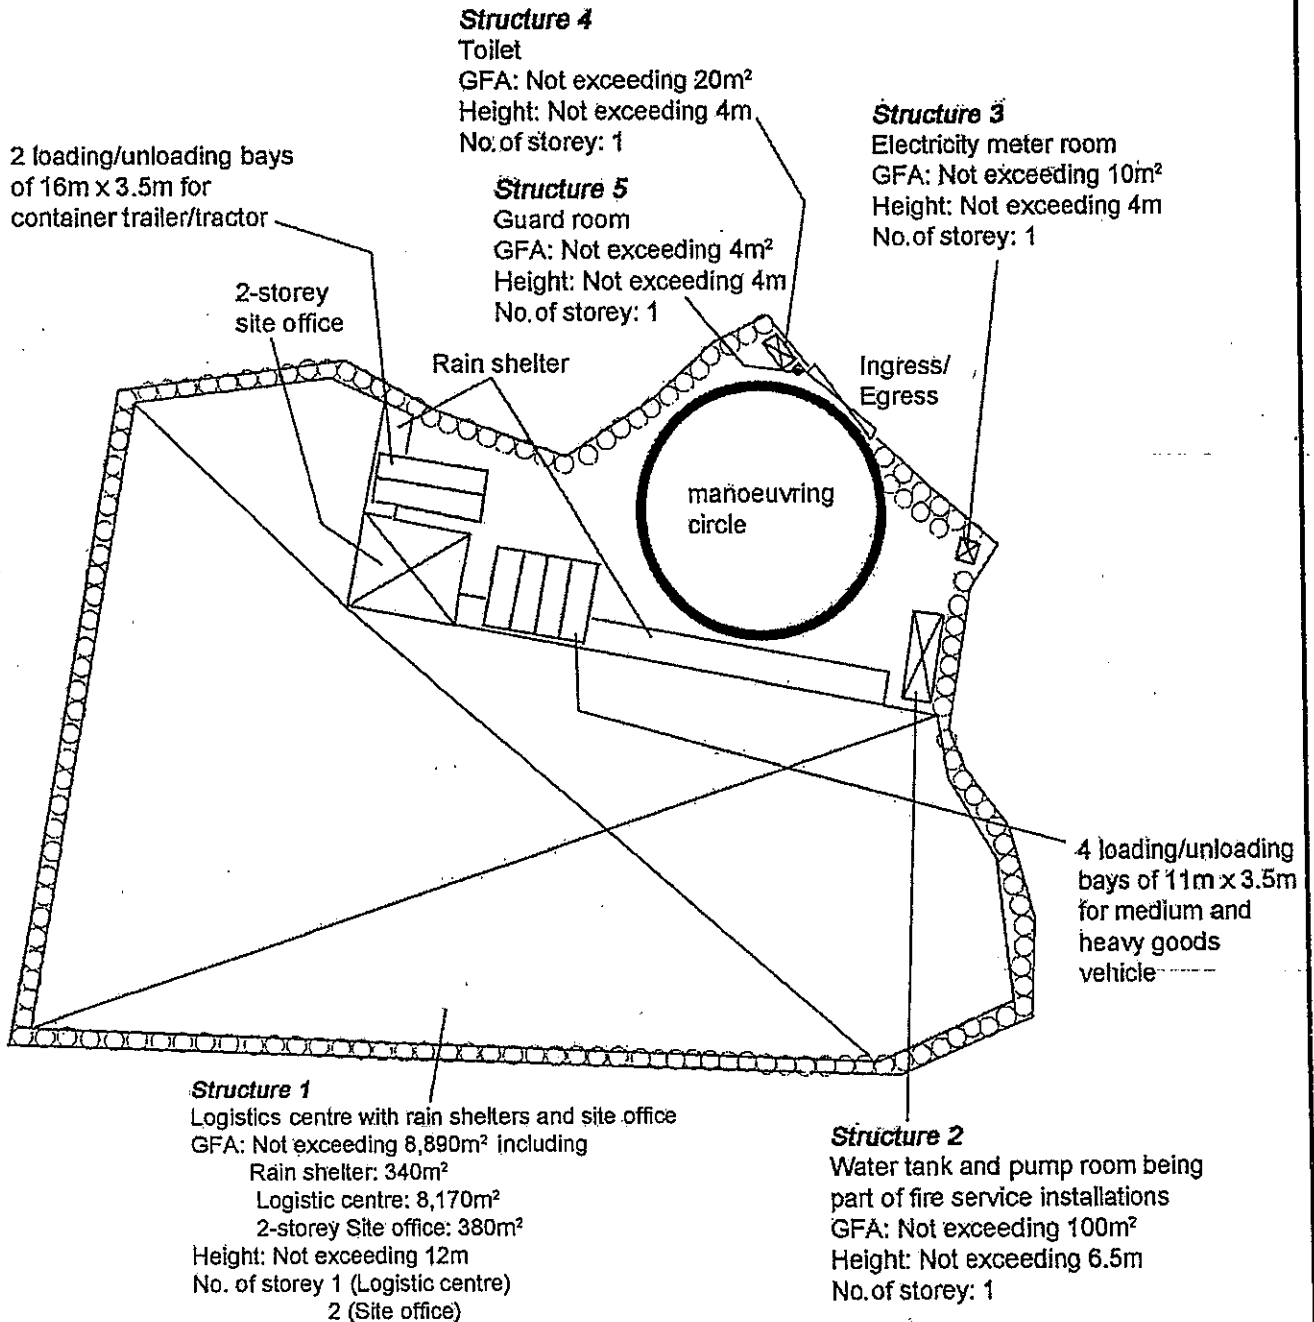 Structure 4
Toilet
GFA: Not exceeding 20m²
Height: Not exceeding 4m
No. of storey: 1
Structure 3
Electricity meter room
GFA: Not exceeding 10m²
Height: Not exceeding 4m
No. of storey: 1
2 loading/unloading bays
of 16m x 3.5m for
container trailer/tractor
Structure 5
Guard room
GFA: Not exceeding 4m²
Height: Not exceeding 4m
No. of storey: 1
2-storey
site office
Rain shelter
Ingress/
Egress
manoeuvring
circle
4 loading/unloading
bays of 11m x 3.5m
for medium and
heavy goods
vehicle
Structure 1
Logistics centre with rain shelters and site office
GFA: Not exceeding 8,890m² including
Rain shelter: 340m²
Logistic centre: 8,170m²
2-storey Site office: 380m²
Height: Not exceeding 12m
No. of storey 1 (Logistic centre)
2 (Site office)
Structure 2
Water tank and pump room being
part of fire service installations
GFA: Not exceeding 100m²
Height: Not exceeding 6.5m
No. of storey: 1